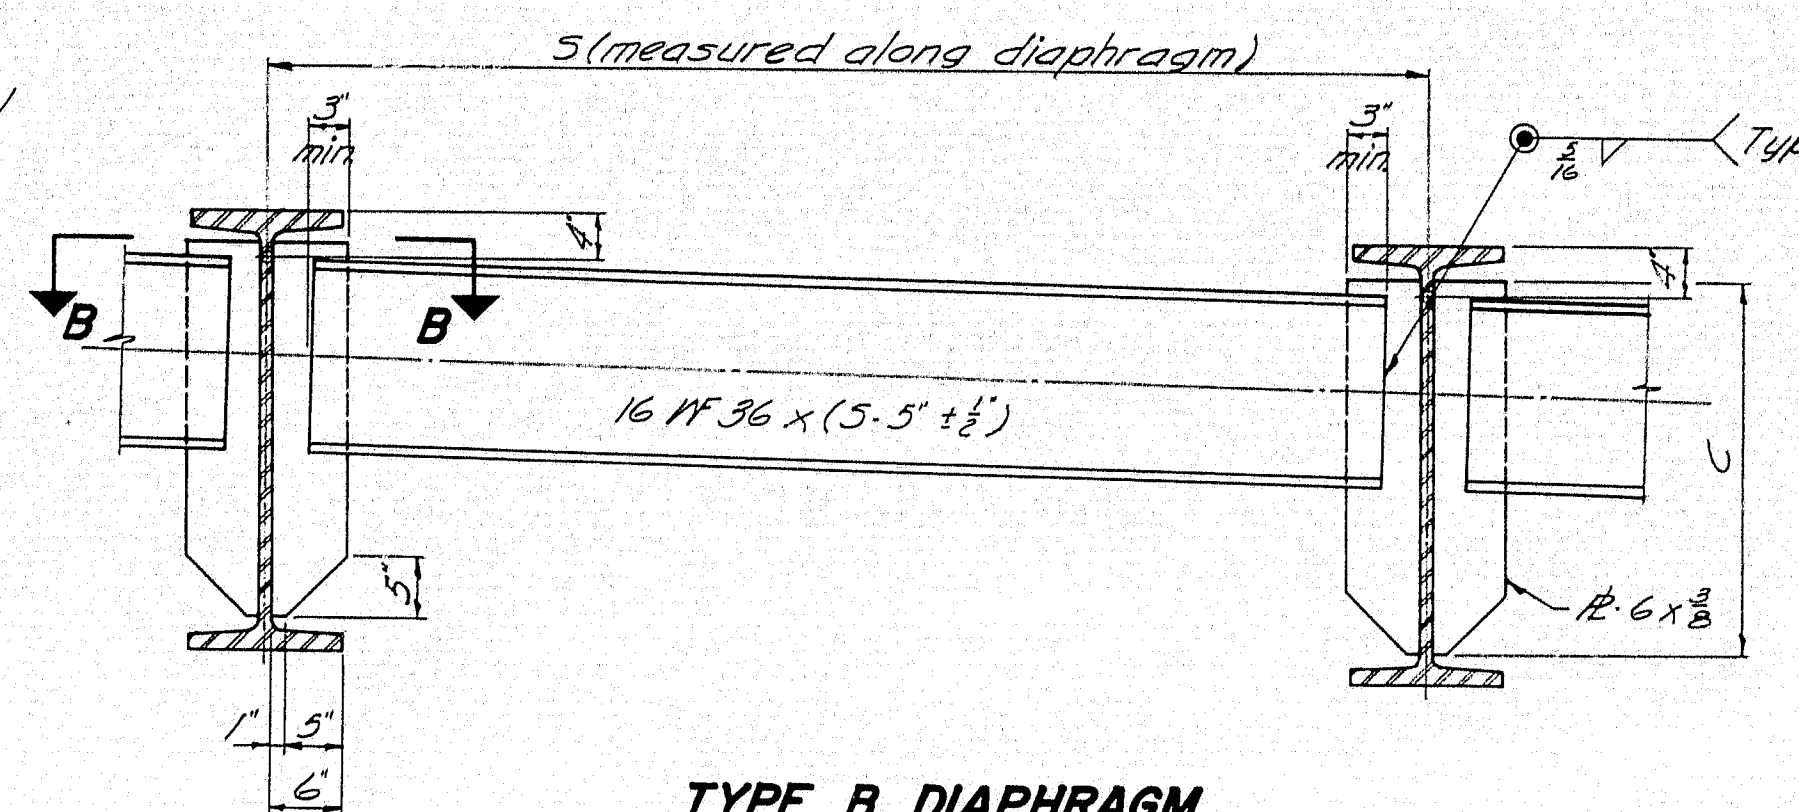 S (measured along diaphragm)
3"
min.
3"
min.
5/16
Typ
4"
4"
B
B
16 WF 36 x (S - 5" ± 1/2")
C
5"
PL - 6 x 3/8
1"
5"
6"
TYPE B DIAPHRAGM